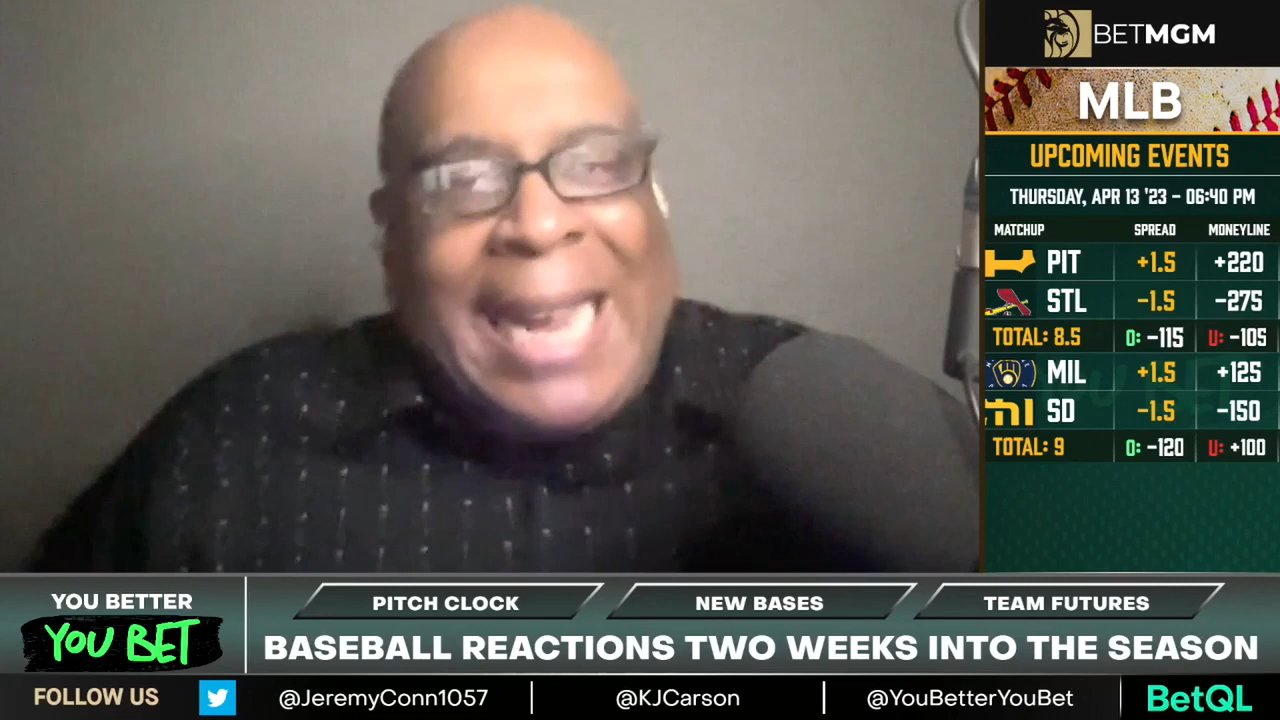 BETMGM
MLB
UPCOMING EVENTS
THURSDAY, APR 13 '23 - 06:40 PM
MATCHUP SPREAD MONEYLINE
PIT +1.5 +220
STL -1.5 -275
TOTAL: 8.5 O: -115 U: -105
MIL +1.5 +125
SD -1.5 -150
TOTAL: 9 O: -120 U: +100
PITCH CLOCK NEW BASES TEAM FUTURES
YOU BETTER
YOU BET
BASEBALL REACTIONS TWO WEEKS INTO THE SEASON
FOLLOW US @JeremyConn1057 @KJCarson @YouBetterYouBet BetQL